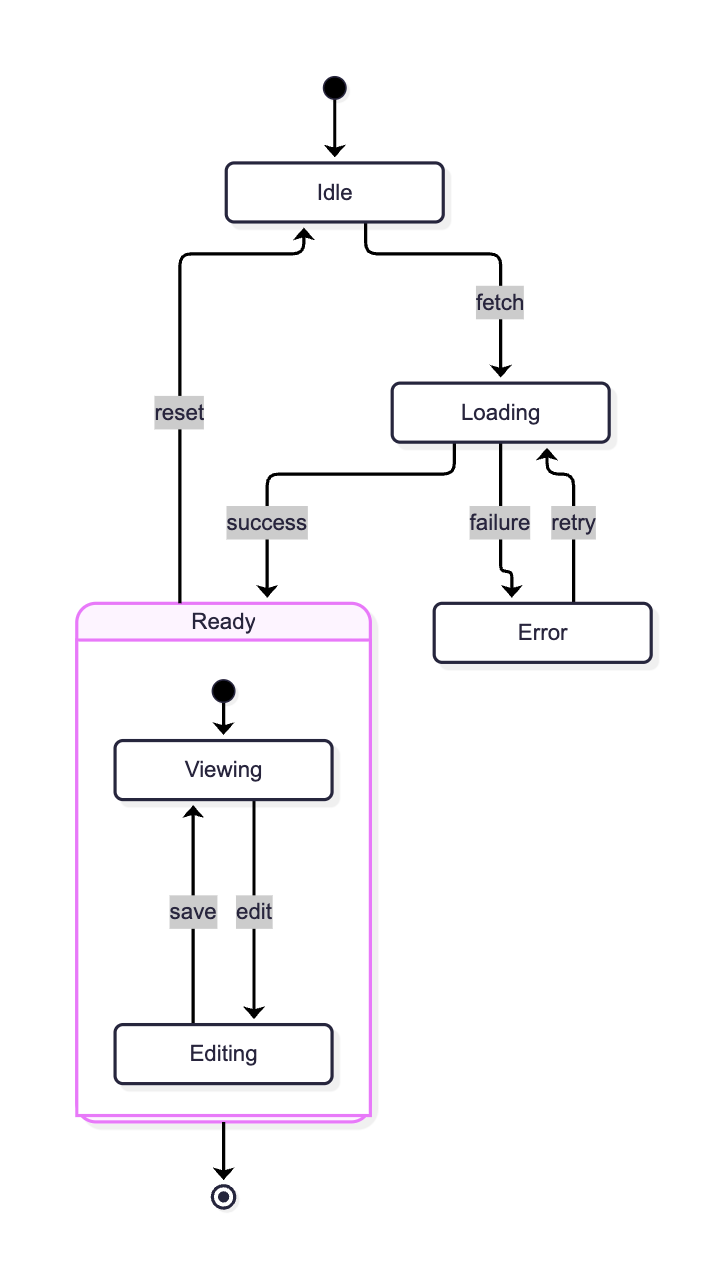 Idle
fetch
reset
Loading
success
failure
retry
Ready
Error
Viewing
save
edit
Editing